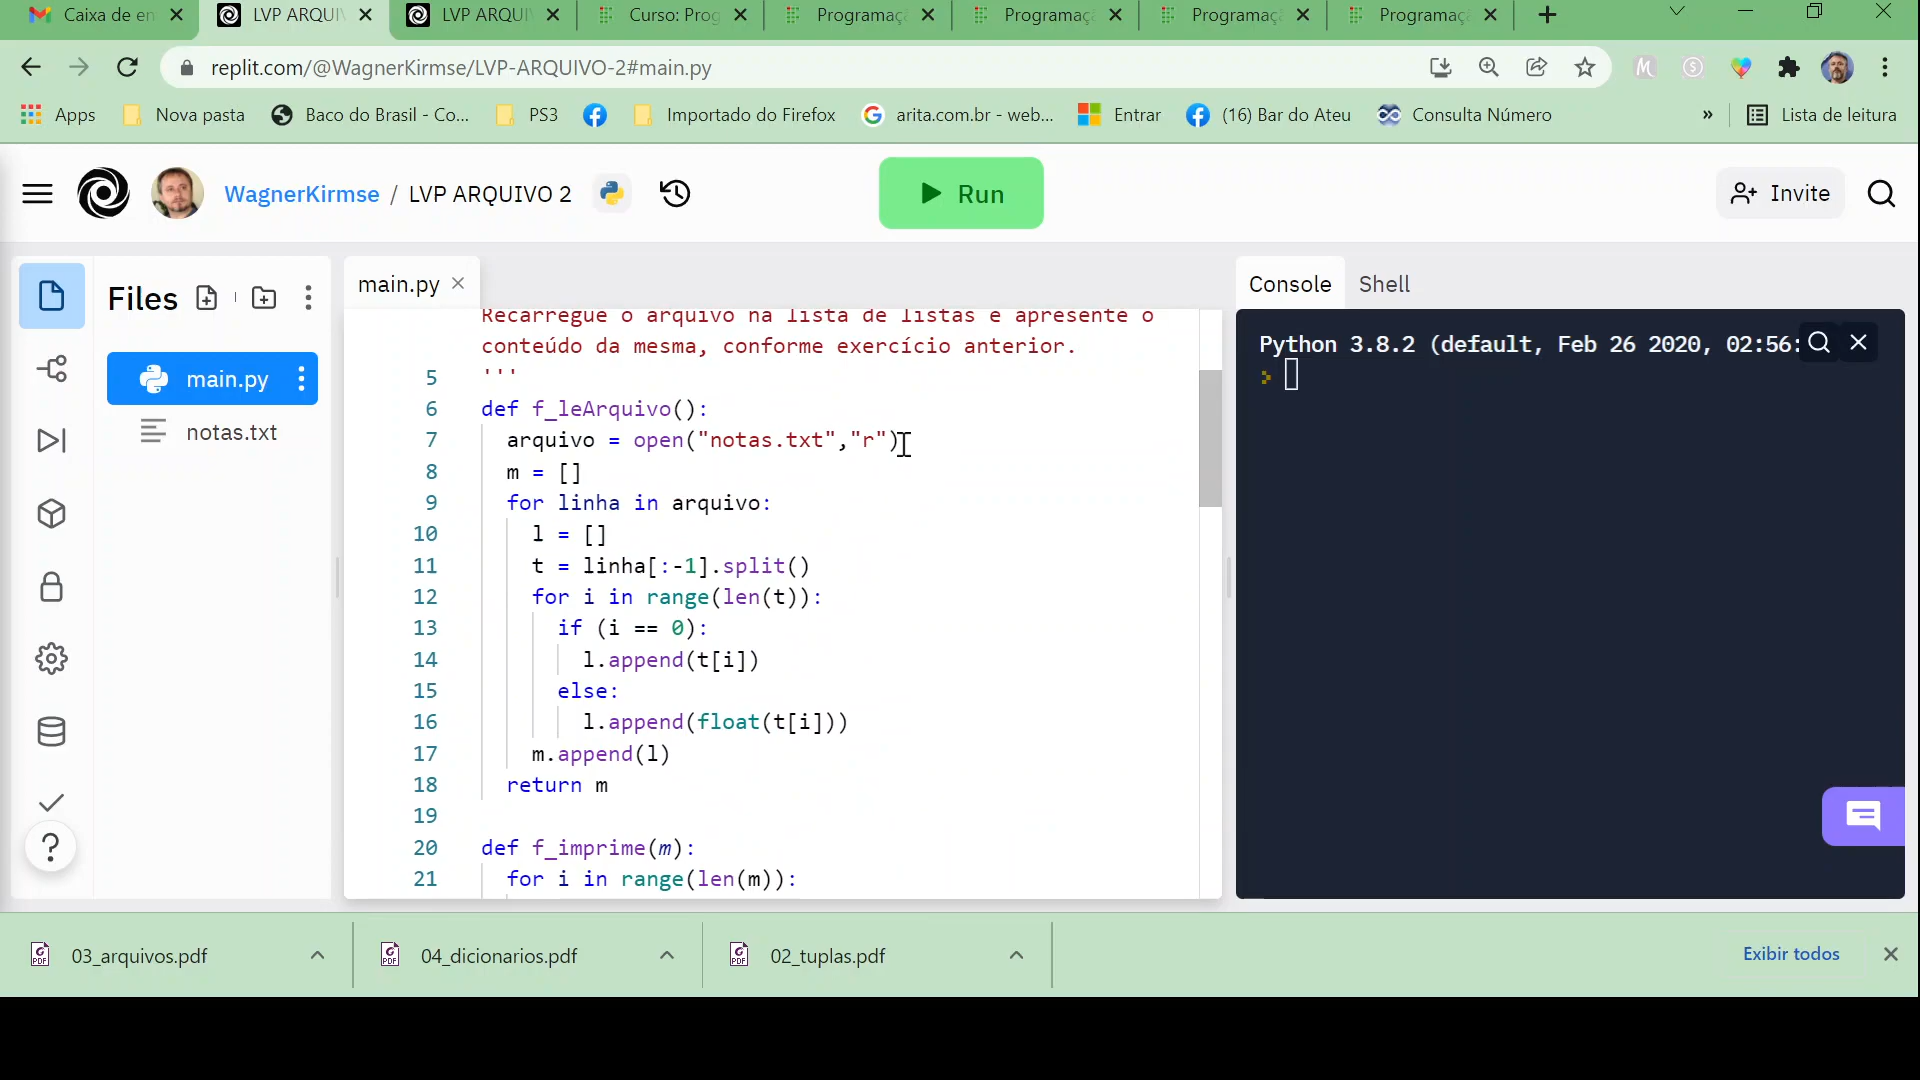 Caixa de en
LVP ARQUI
LVP ARQUI
Curso: Prog
Programaç
Programaç
Programaç
Programaç
replit.com/@WagnerKirmse/LVP-ARQUIVO-2#main.py
Apps
Nova pasta
Baco do Brasil - Co...
PS3
Importado do Firefox
arita.com.br - web...
Entrar
(16) Bar do Ateu
Consulta Número
»
Lista de leitura
WagnerKirmse / LVP ARQUIVO 2
Run
Invite
Files
main.py
notas.txt
main.py
Recarregue o arquivo na lista de listas e apresente o
conteúdo da mesma, conforme exercício anterior.
5 '''
6 def f_leArquivo():
7 arquivo = open("notas.txt","r")
8 m = []
9 for linha in arquivo:
10 l = []
11 t = linha[:-1].split()
12 for i in range(len(t)):
13 if (i == 0):
14 l.append(t[i])
15 else:
16 l.append(float(t[i]))
17 m.append(l)
18 return m
19
20 def f_imprime(m):
21 for i in range(len(m)):
Console
Shell
Python 3.8.2 (default, Feb 26 2020, 02:56:
03_arquivos.pdf
04_dicionarios.pdf
02_tuplas.pdf
Exibir todos